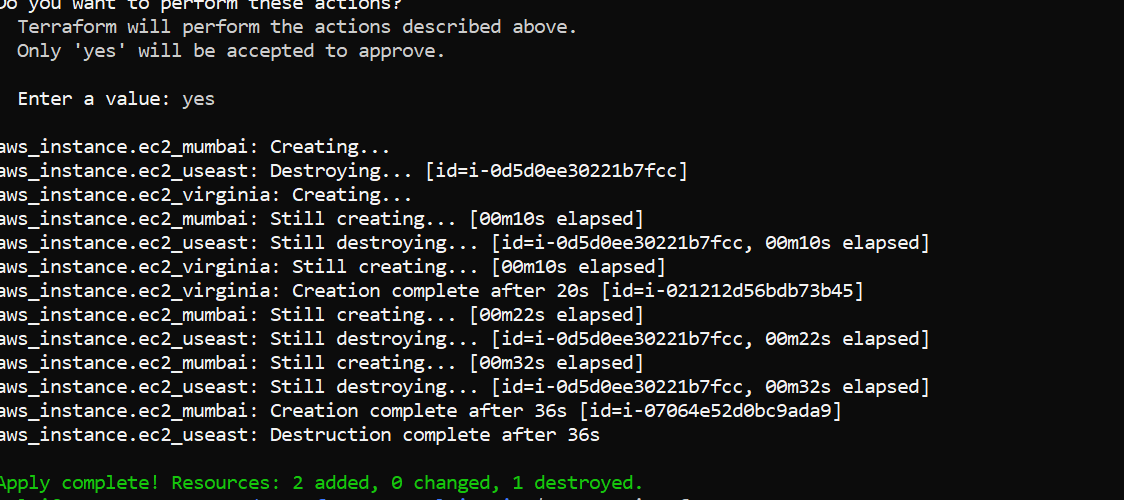 Do you want to perform these actions?
Terraform will perform the actions described above.
Only 'yes' will be accepted to approve.
Enter a value: yes
aws_instance.ec2_mumbai: Creating...
aws_instance.ec2_useast: Destroying... [id=i-0d5d0ee30221b7fcc]
aws_instance.ec2_virginia: Creating...
aws_instance.ec2_mumbai: Still creating... [00m10s elapsed]
aws_instance.ec2_useast: Still destroying... [id=i-0d5d0ee30221b7fcc, 00m10s elapsed]
aws_instance.ec2_virginia: Still creating... [00m10s elapsed]
aws_instance.ec2_virginia: Creation complete after 20s [id=i-021212d56bdb73b45]
aws_instance.ec2_mumbai: Still creating... [00m22s elapsed]
aws_instance.ec2_useast: Still destroying... [id=i-0d5d0ee30221b7fcc, 00m22s elapsed]
aws_instance.ec2_mumbai: Still creating... [00m32s elapsed]
aws_instance.ec2_useast: Still destroying... [id=i-0d5d0ee30221b7fcc, 00m32s elapsed]
aws_instance.ec2_mumbai: Creation complete after 36s [id=i-07064e52d0bc9ada9]
aws_instance.ec2_useast: Destruction complete after 36s
Apply complete! Resources: 2 added, 0 changed, 1 destroyed.